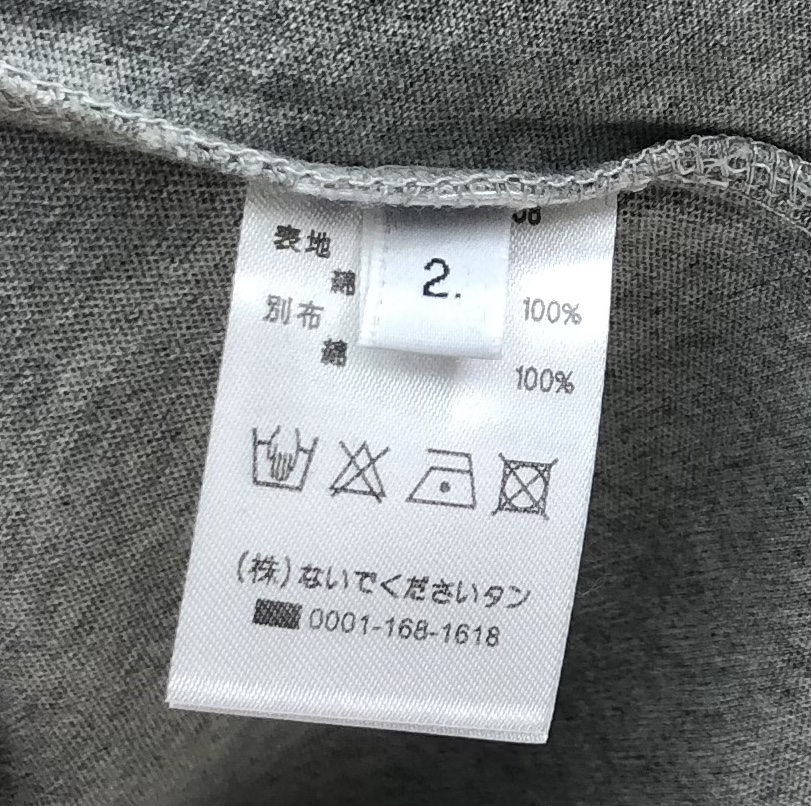 08
表地
2.
綿 100%
別布
綿 100%
(株)ないでくださいタン
0001-168-1618